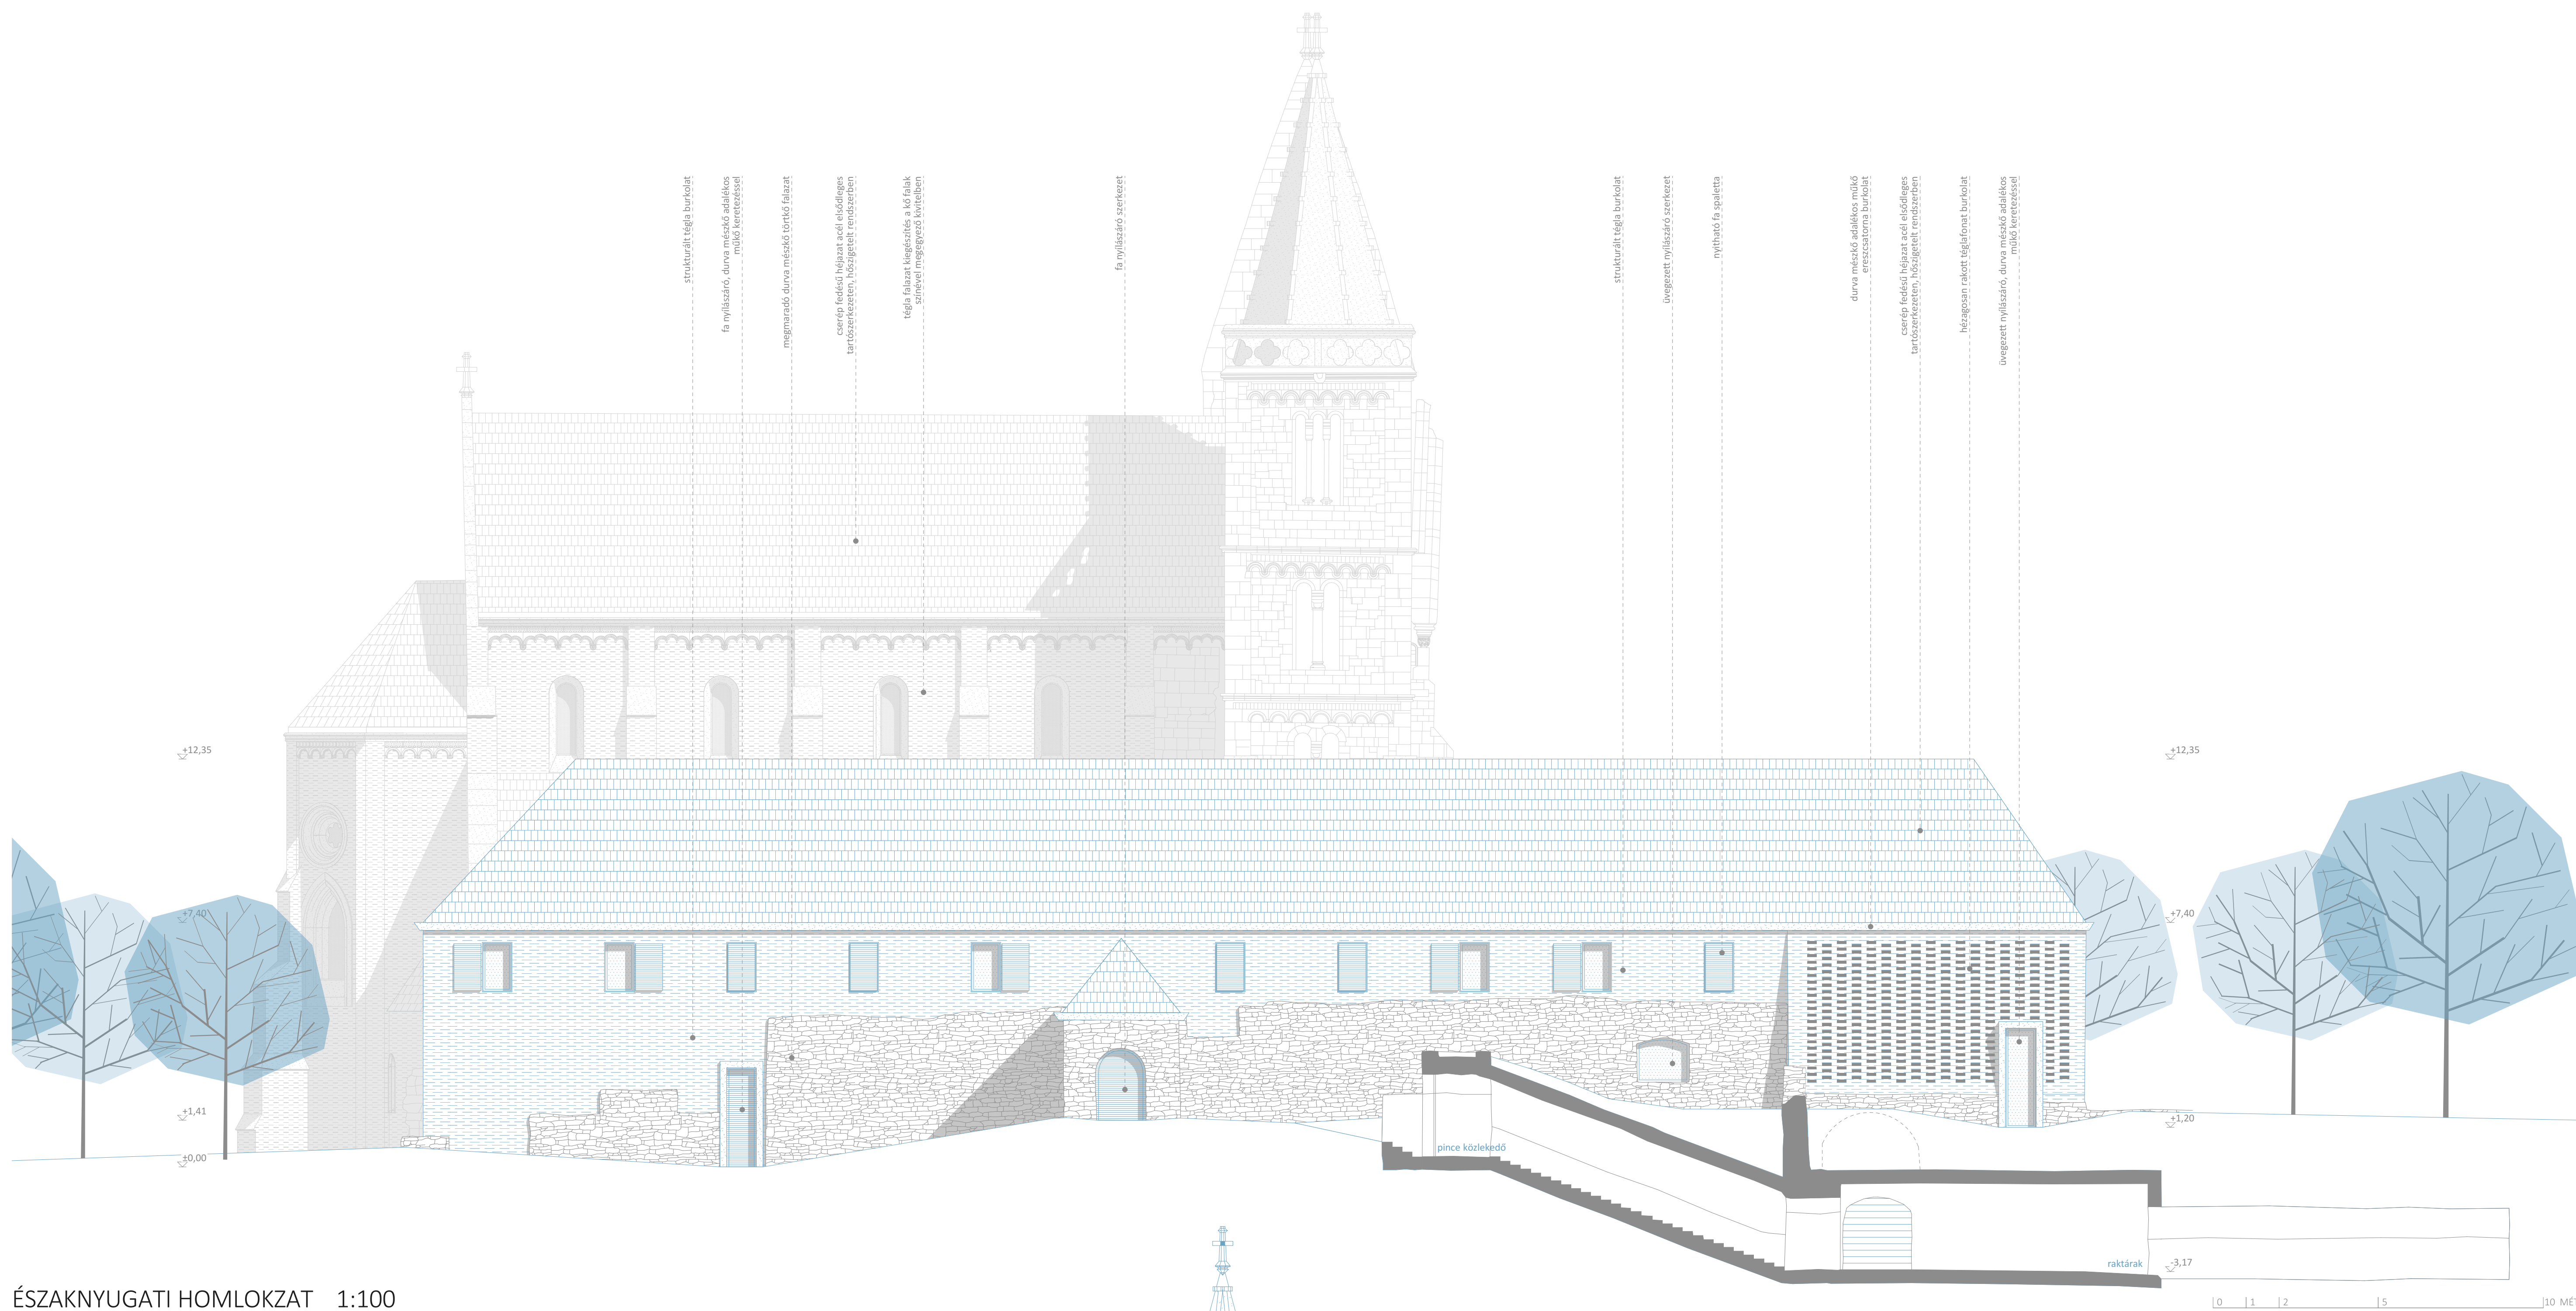 strukturált tégla burkolat
fa nyílászáró, durva mészkő adalékos
műkő keretezéssel
megmaradó durva mészkő törtkő falazat
cserép fedésű héjazat acél elsődleges
tartószerkezeten, hőszigetelt rendszerben
tégla falazat kiegészítés a kő falak
színével megegyező kivitelben
fa nyílászáró szerkezet
strukturált tégla burkolat
üvegezett nyílászáró szerkezet
nyitható fa spaletta
durva mészkő adalékos műkő
ereszcsatorna burkolat
cserép fedésű héjazat acél elsődleges
tartószerkezeten, hőszigetelt rendszerben
hézagosan rakott téglafonat burkolat
üvegezett nyílászáró, durva mészkő adalékos
műkő keretezéssel
+12,35
+12,35
+7,40
+7,40
+1,41
+1,20
±0,00
pince közlekedő
raktárak
-3,17
ÉSZAKNYUGATI HOMLOKZAT 1:100
0 1 2 5 10 MÉ